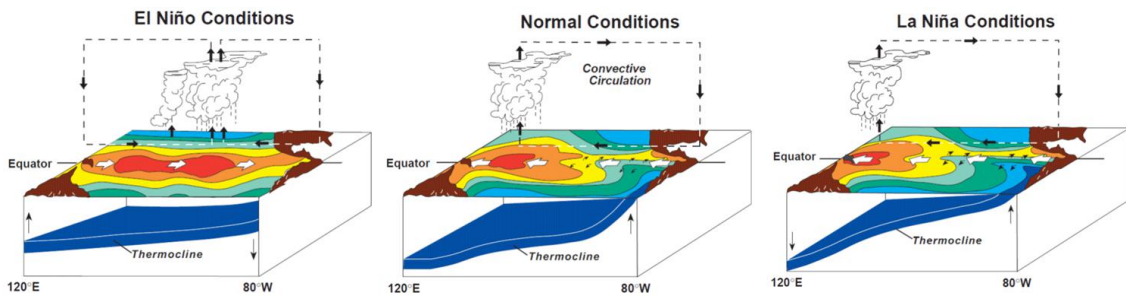 El Niño Conditions
Equator
Thermocline
120°E
80°W
Normal Conditions
Convective
Circulation
Equator
Thermocline
120°E
80°W
La Niña Conditions
Equator
Thermocline
120°E
80°W